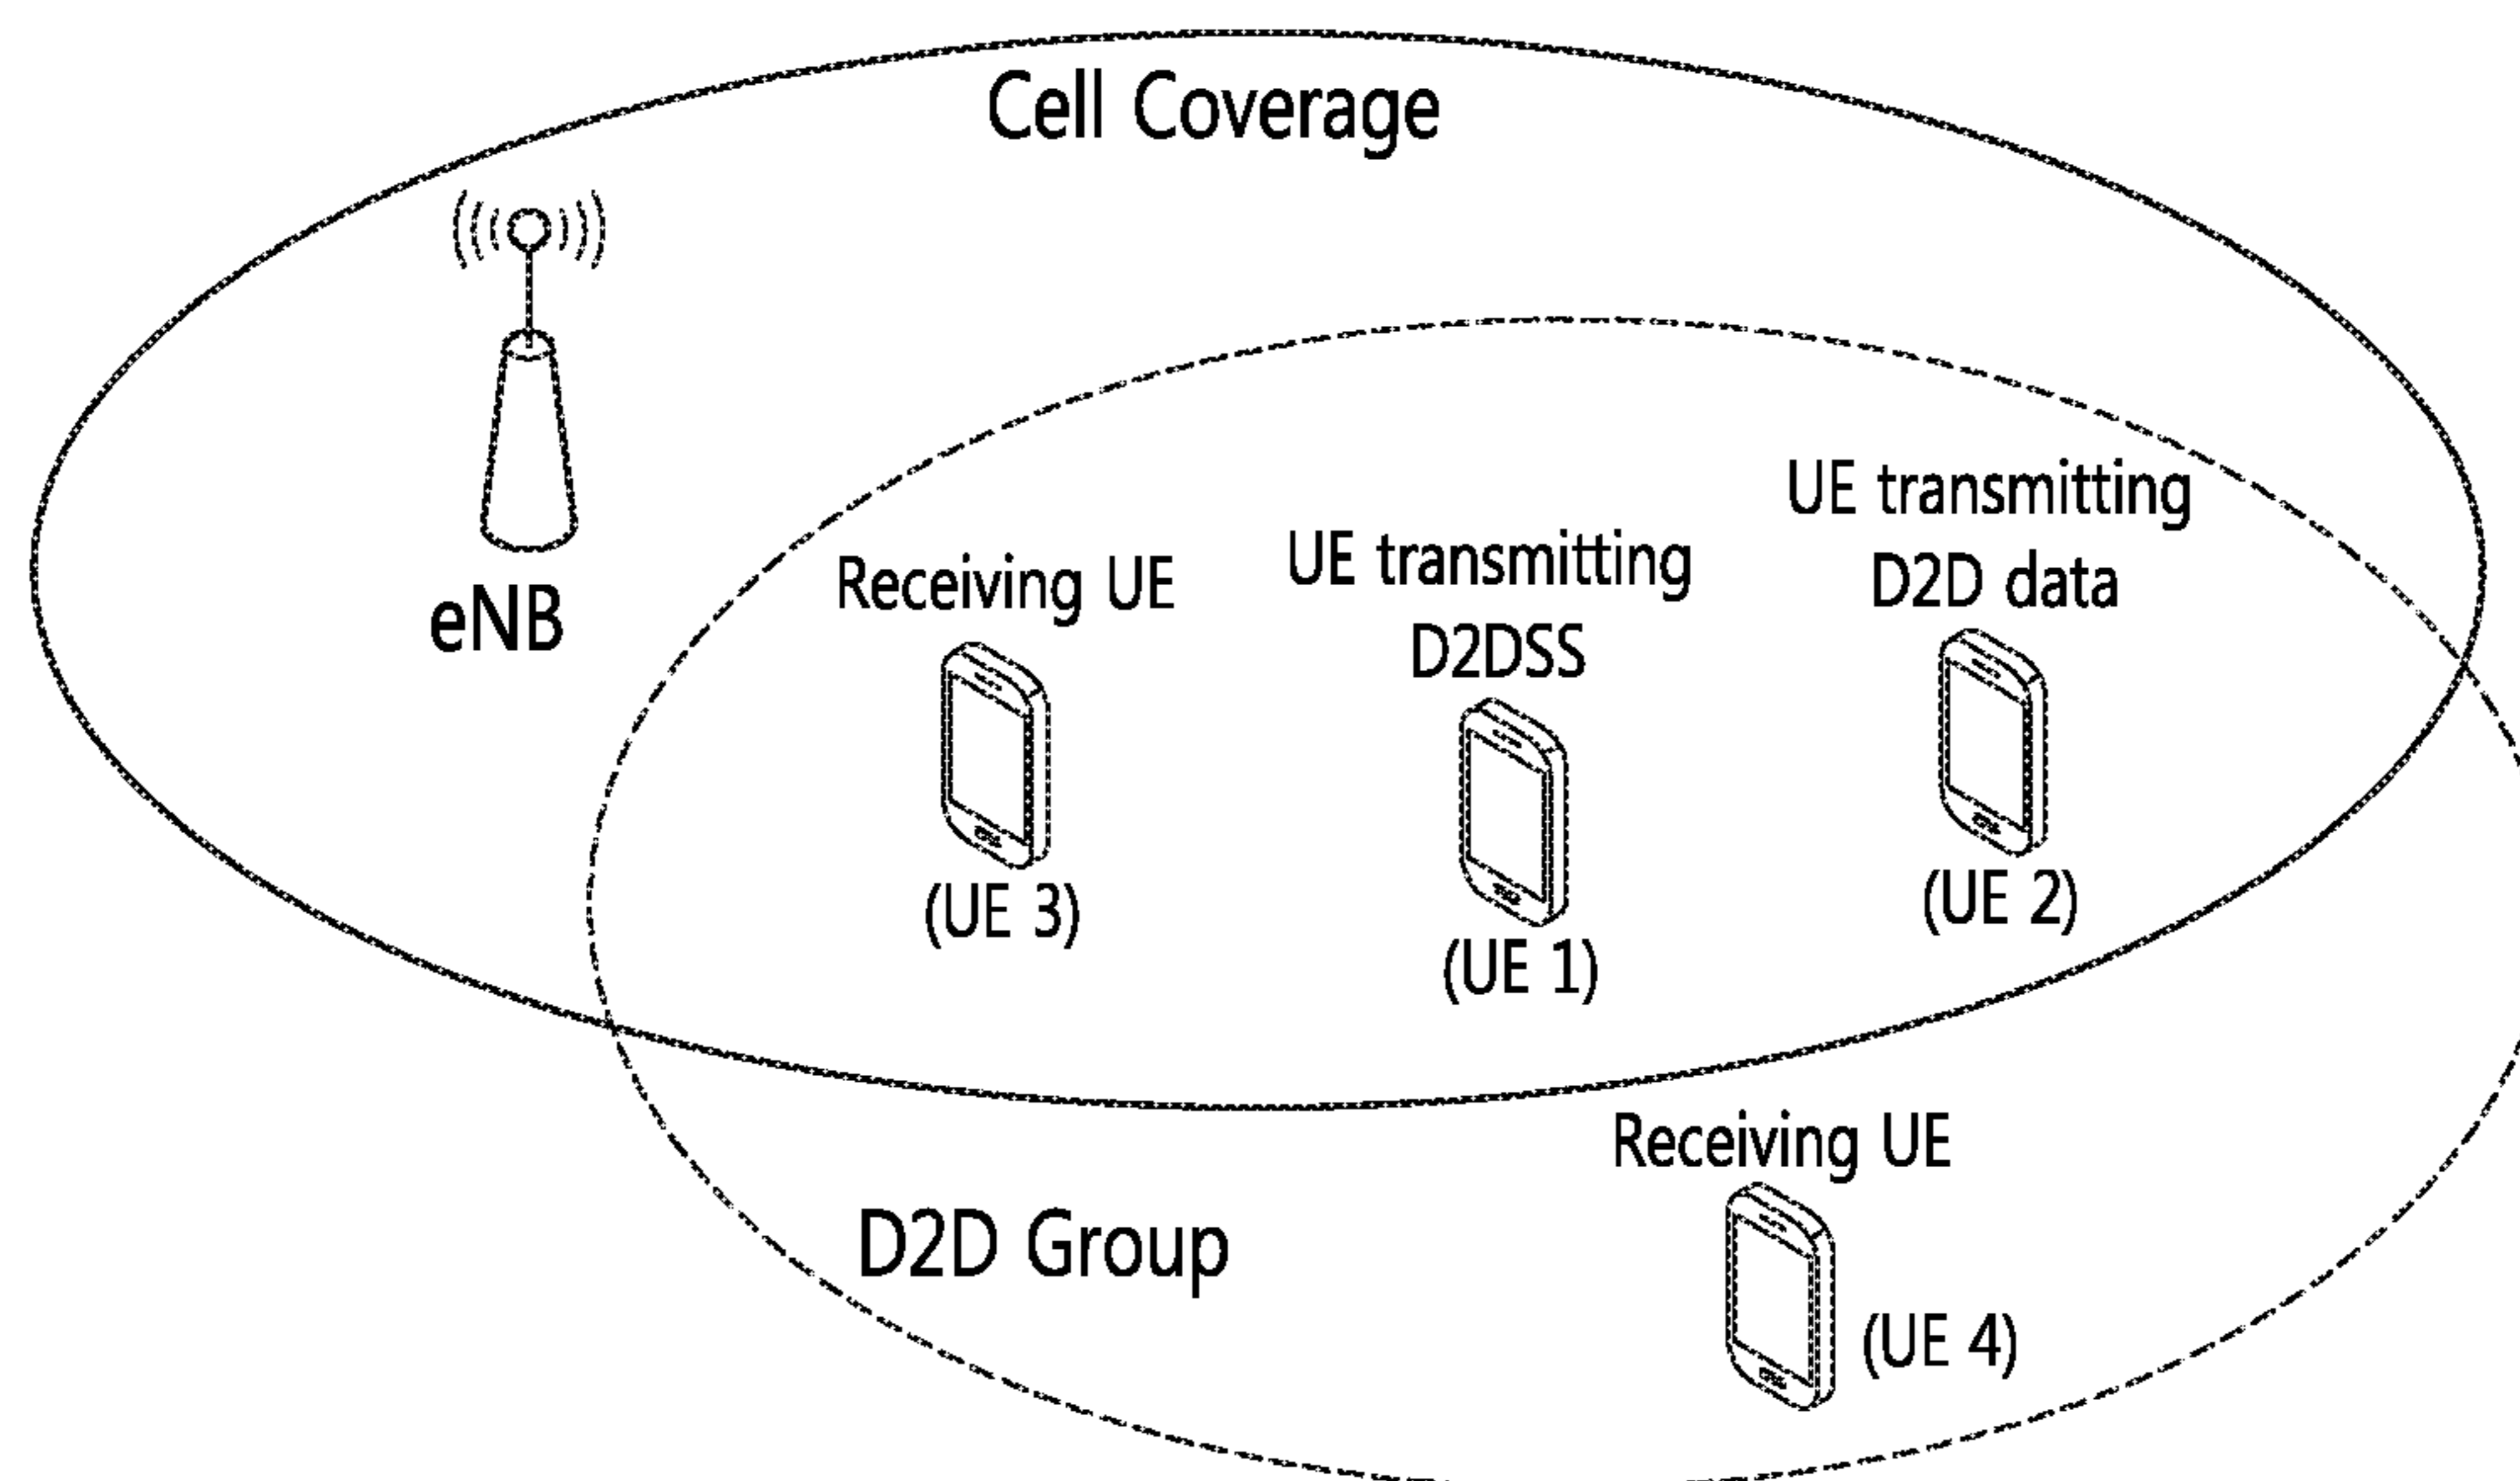 Cell Coverage
eNB
Receiving UE
(UE 3)
UE transmitting
D2DSS
(UE 1)
UE transmitting
D2D data
(UE 2)
D2D Group
Receiving UE
(UE 4)